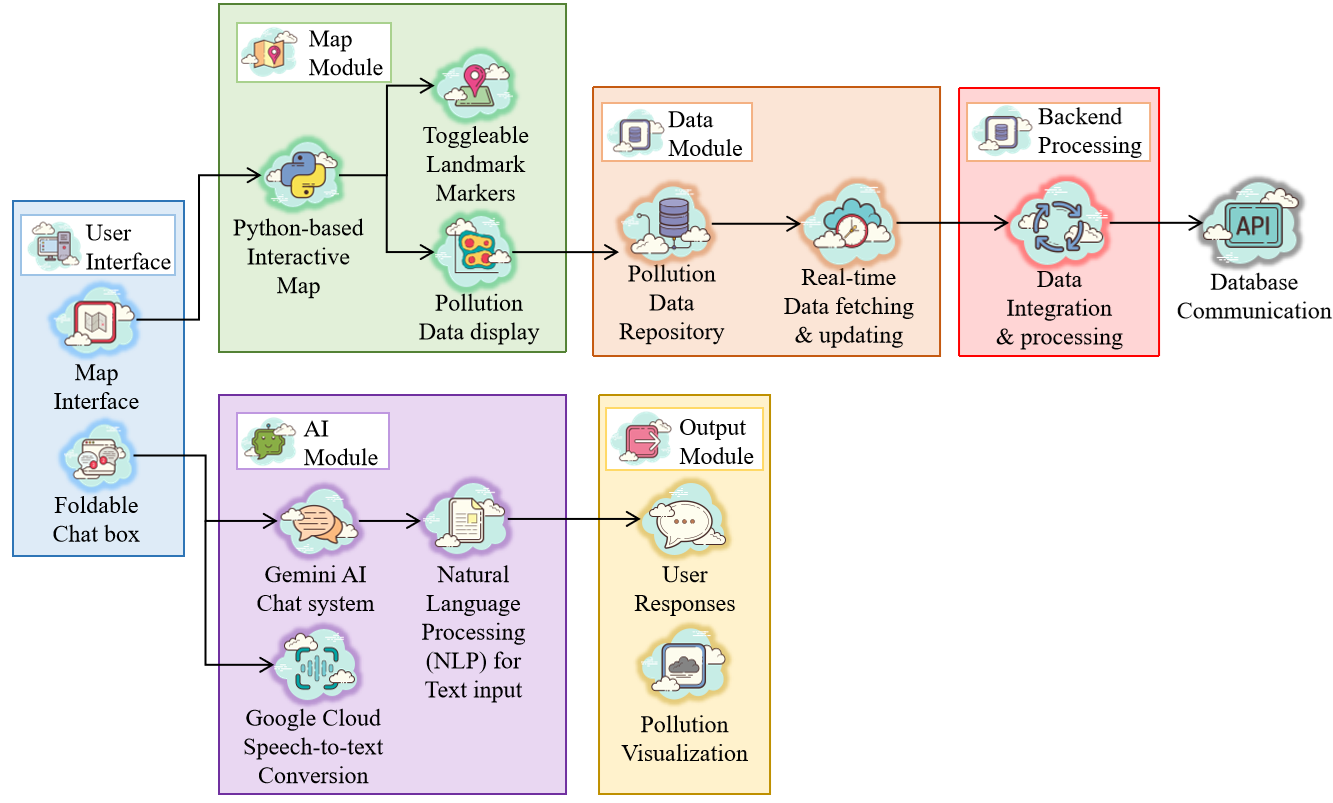 Map
Module
Toggleable
Landmark
Markers
Python-based
Interactive
Map
Pollution
Data display
User
Interface
Map
Interface
Foldable
Chat box
Data
Module
Pollution
Data
Repository
Real-time
Data fetching
& updating
Backend
Processing
Data
Integration
& processing
API
Database
Communication
AI
Module
Gemini AI
Chat system
Natural
Language
Processing
(NLP) for
Text input
Google Cloud
Speech-to-text
Conversion
Output
Module
User
Responses
Pollution
Visualization